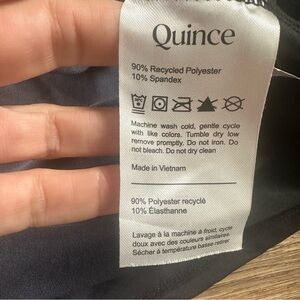 Quince
90% Recycled Polyester
10% Spandex
Machine wash cold, gentle cycle
with like colors. Tumble dry low
remove promptly. Do not iron. Do
not bleach. Do not dry clean
Made in Vietnam
90% Polyester recyclé
10% Élasthanne
Lavage à la machine à froid, cycle
doux avec des couleurs similaires.
Sécher à température basse retirer